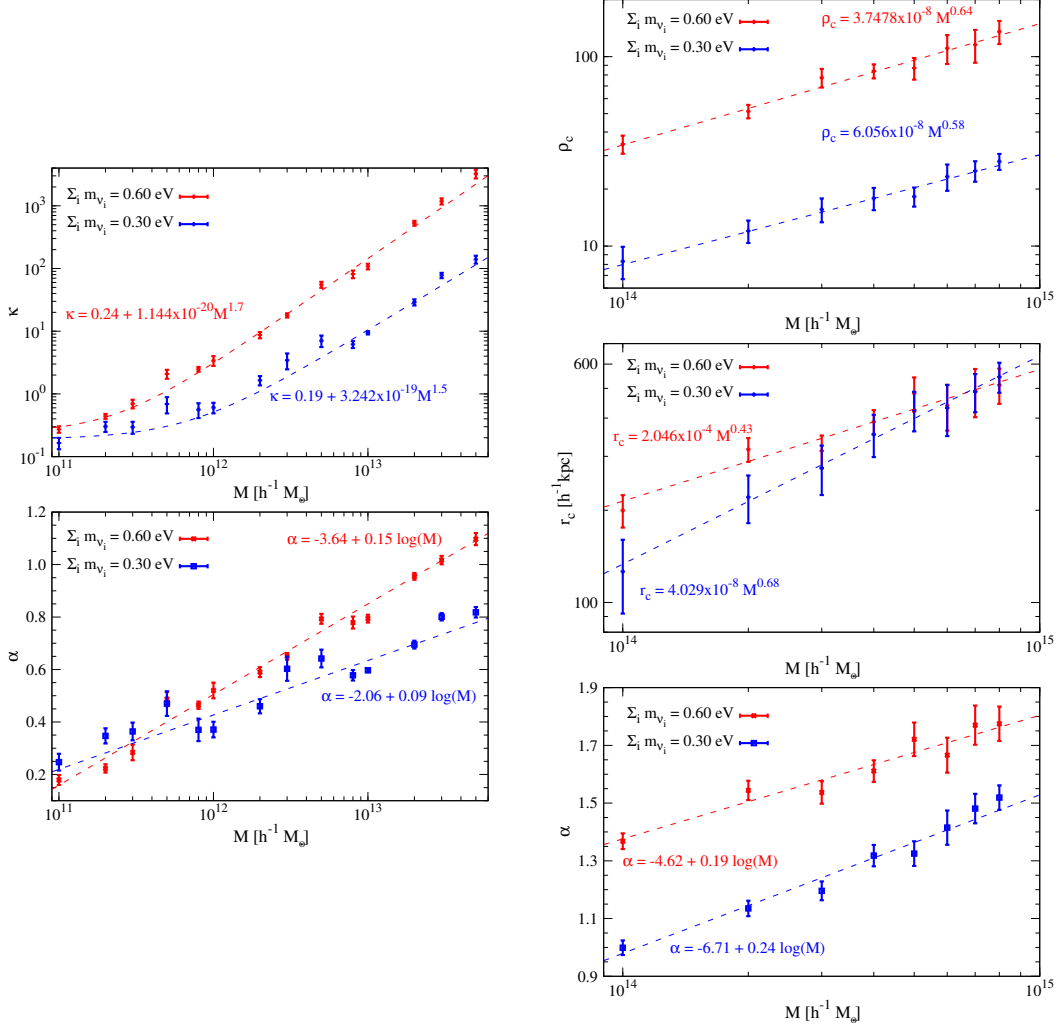 Σi mνi = 0.60 eV
Σi mνi = 0.30 eV
κ = 0.24 + 1.144x10^-20 M^1.7
κ = 0.19 + 3.242x10^-19 M^1.5
κ
10^3
10^2
10^1
10^0
10^-1
10^11
10^12
10^13
M [h^-1 M⊙]
Σi mνi = 0.60 eV
Σi mνi = 0.30 eV
α = -3.64 + 0.15 log(M)
α = -2.06 + 0.09 log(M)
α
1.2
1.0
0.8
0.6
0.4
0.2
10^11
10^12
10^13
M [h^-1 M⊙]
Σi mνi = 0.60 eV
Σi mνi = 0.30 eV
ρc = 3.7478x10^-8 M^0.64
ρc = 6.056x10^-8 M^0.58
ρc
100
10
10^14
10^15
M [h^-1 M⊙]
Σi mνi = 0.60 eV
Σi mνi = 0.30 eV
rc = 2.046x10^-4 M^0.43
rc = 4.029x10^-8 M^0.68
rc [h^-1 kpc]
600
100
10^14
10^15
M [h^-1 M⊙]
Σi mνi = 0.60 eV
Σi mνi = 0.30 eV
α = -4.62 + 0.19 log(M)
α = -6.71 + 0.24 log(M)
α
1.9
1.7
1.5
1.3
1.1
0.9
10^14
10^15
M [h^-1 M⊙]